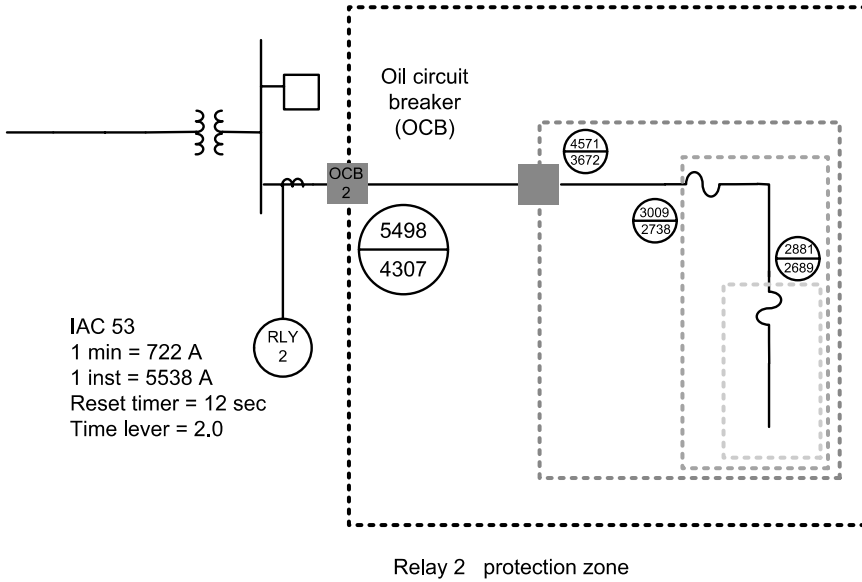 Oil circuit
breaker
(OCB)
4571
3672
OCB
2
3009
2738
5498
4307
2881
2689
IAC 53
1 min = 722 A
1 inst = 5538 A
Reset timer = 12 sec
Time lever = 2.0
RLY
2
Relay 2 protection zone